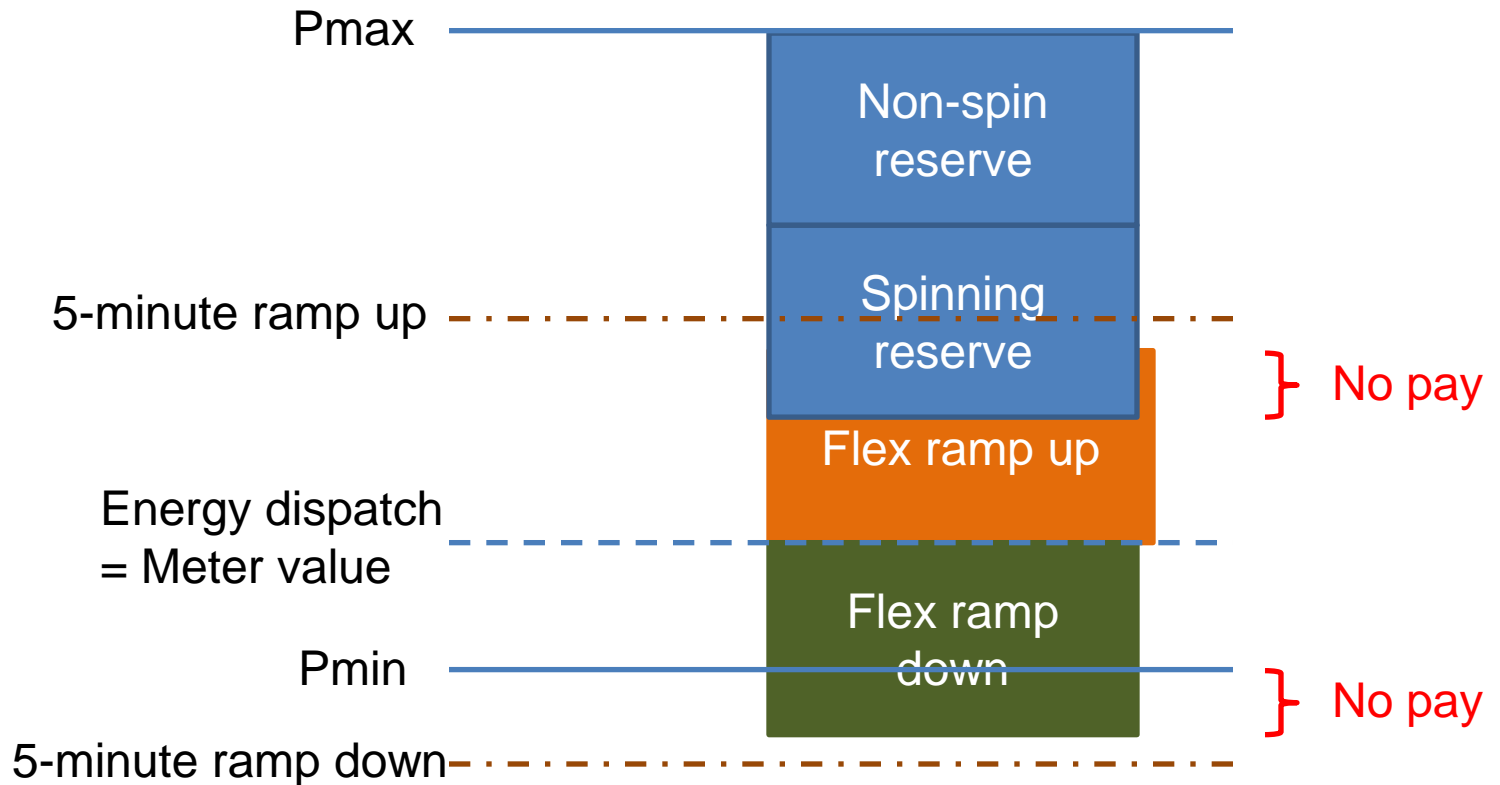 Pmax
Non-spin
reserve
5-minute ramp up
Spinning
reserve
No pay
Flex ramp up
Energy dispatch
= Meter value
Flex ramp
down
Pmin
No pay
5-minute ramp down